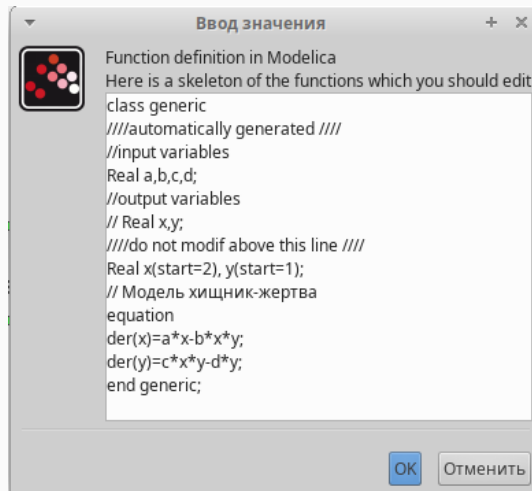 Ввод значения
Function definition in Modelica
Here is a skeleton of the functions which you should edit
class generic
////automatically generated ////
//input variables
Real a,b,c,d;
//output variables
// Real x,y;
////do not modif above this line ////
Real x(start=2), y(start=1);
// Модель хищник-жертва
equation
der(x)=a*x-b*x*y;
der(y)=c*x*y-d*y;
end generic;
OK
Отменить